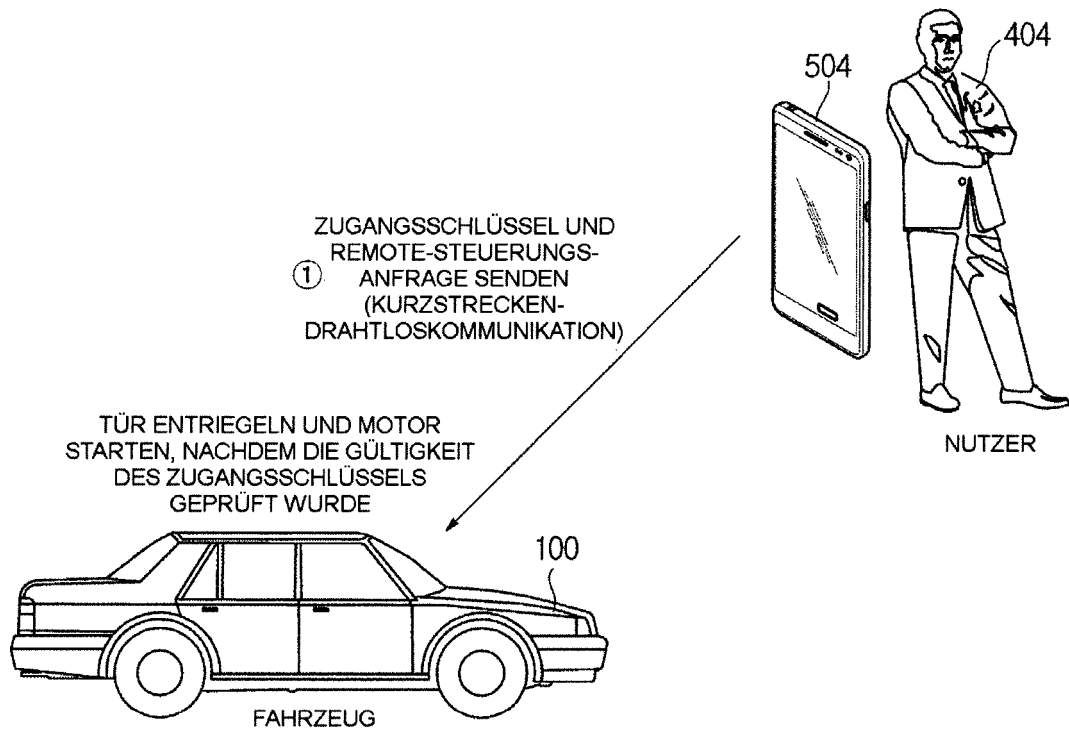 404
504
ZUGANGSSCHLÜSSEL UND
REMOTE-STEUERUNGS-
① ANFRAGE SENDEN
(KURZSTRECKEN-
DRAHTLOSKOMMUNIKATION)
NUTZER
TÜR ENTRIEGELN UND MOTOR
STARTEN, NACHDEM DIE GÜLTIGKEIT
DES ZUGANGSSCHLÜSSELS
GEPRÜFT WURDE
100
FAHRZEUG